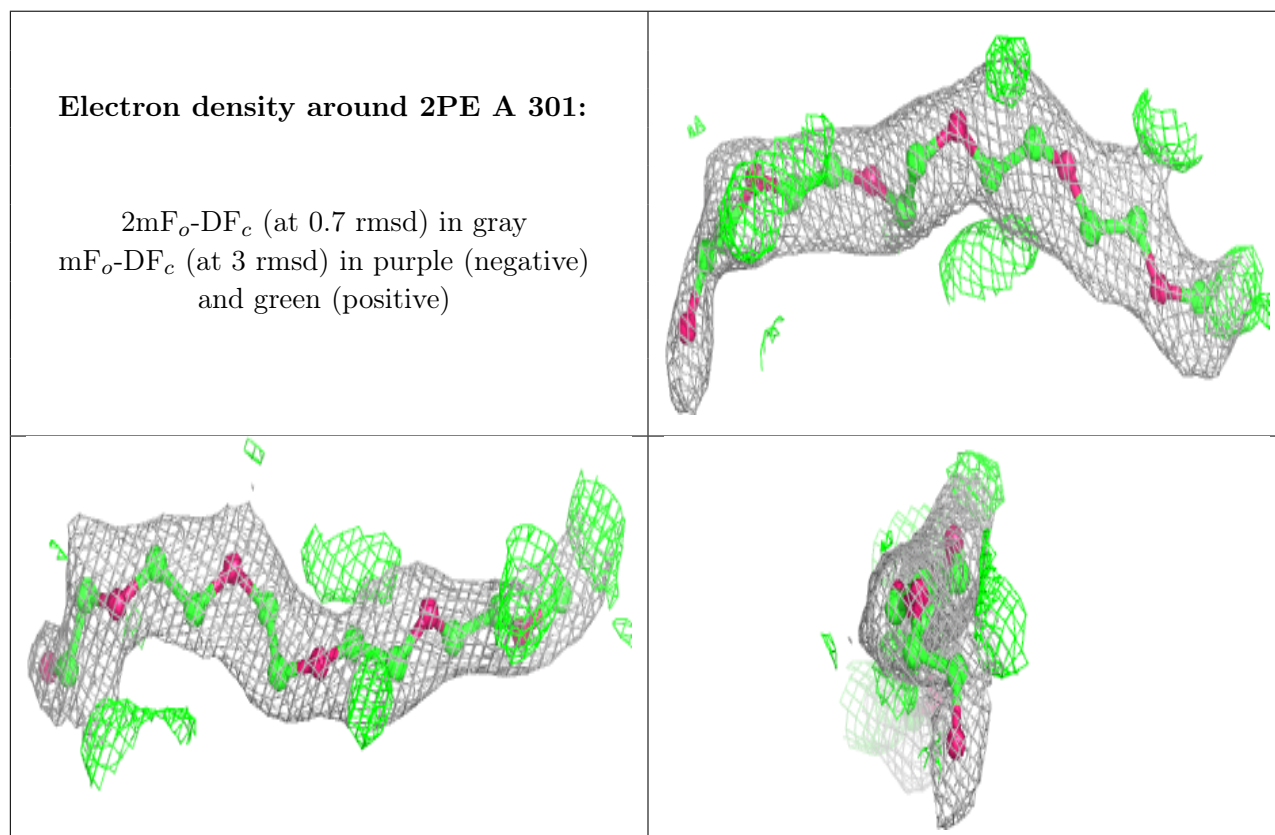 Electron density around 2PE A 301:
2mFo-DFc (at 0.7 rmsd) in gray
mFo-DFc (at 3 rmsd) in purple (negative)
and green (positive)